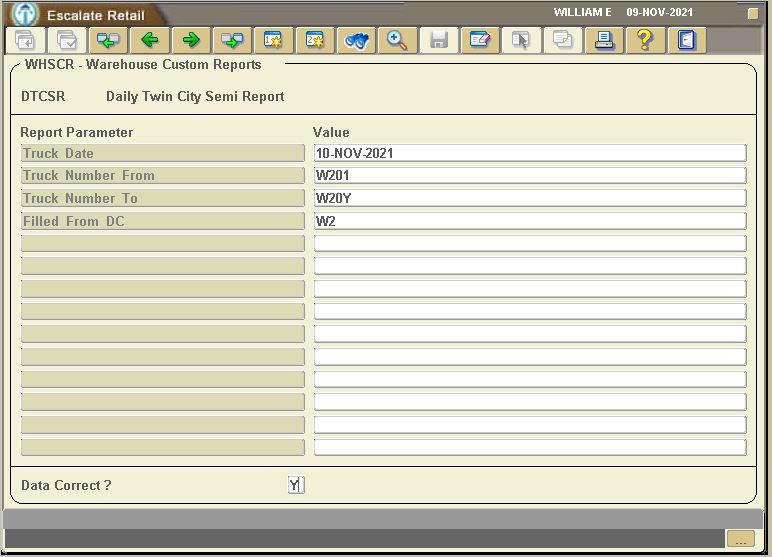 Escalate Retail WILLIAM E 09-NOV-2021
WHSCR - Warehouse Custom Reports
DTCSR Daily Twin City Semi Report
Report Parameter Value
Truck Date 10-NOV-2021
Truck Number From W201
Truck Number To W20Y
Filled From DC W2
Data Correct ? Y
...